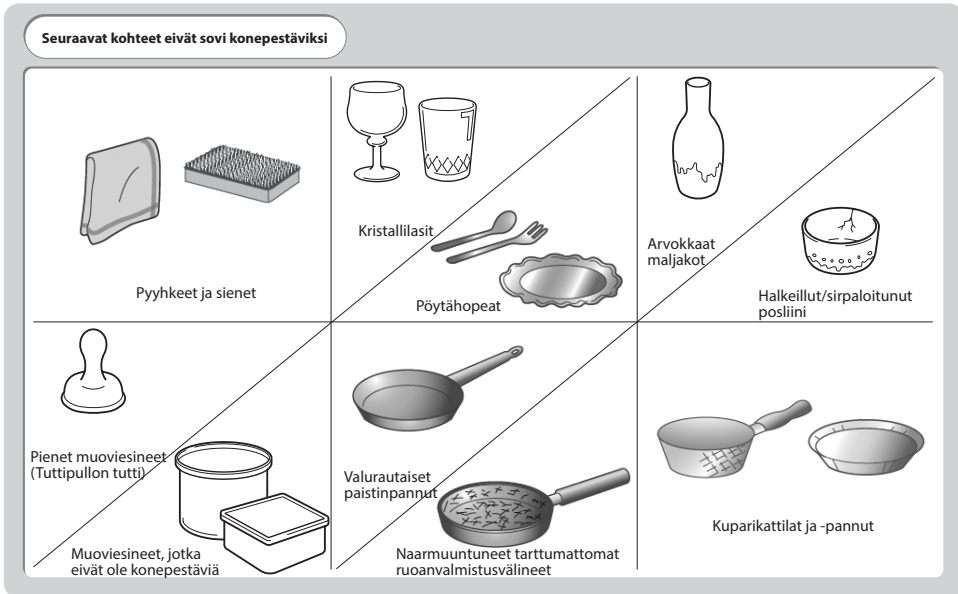 Seuraavat kohteet eivät sovi konepestäviksi
Pyyhkeet ja sienet
Kristallilasit
Pöytähopeat
Arvokkaat
maljakot
Halkeillut/sirpaloitunut
posliini
Pienet muoviesineet
(Tuttipullon tutti)
Muoviesineet, jotka
eivät ole konepestäviä
Valurautaiset
paistinpannut
Naarmuuntuneet tarttumattomat
ruoanvalmistusvälineet
Kuparikattilat ja -pannut